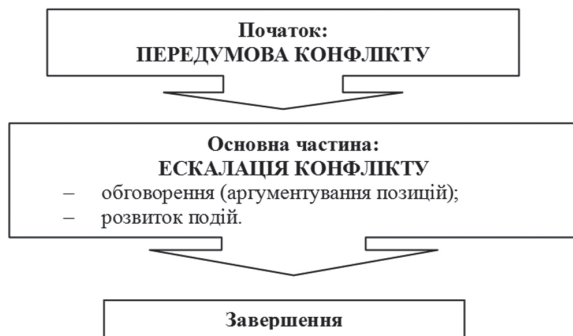 Початок:
ПЕРЕДУМОВА КОНФЛІКТУ
Основна частина:
ЕСКАЛАЦІЯ КОНФЛІКТУ
– обговорення (аргументування позицій);
– розвиток подій.
Завершення